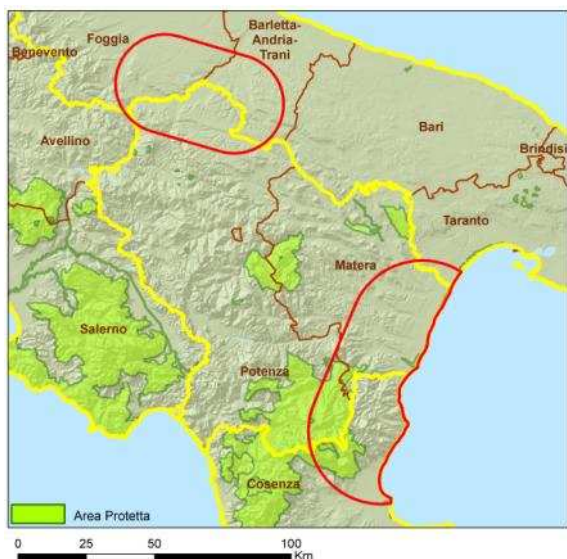 Foggia
Barletta-
Andria-
Trani
Benevento
Avellino
Bari
Brindisi
Taranto
Matera
Salerno
Potenza
Cosenza
Area Protetta
0 25 50 100
Km